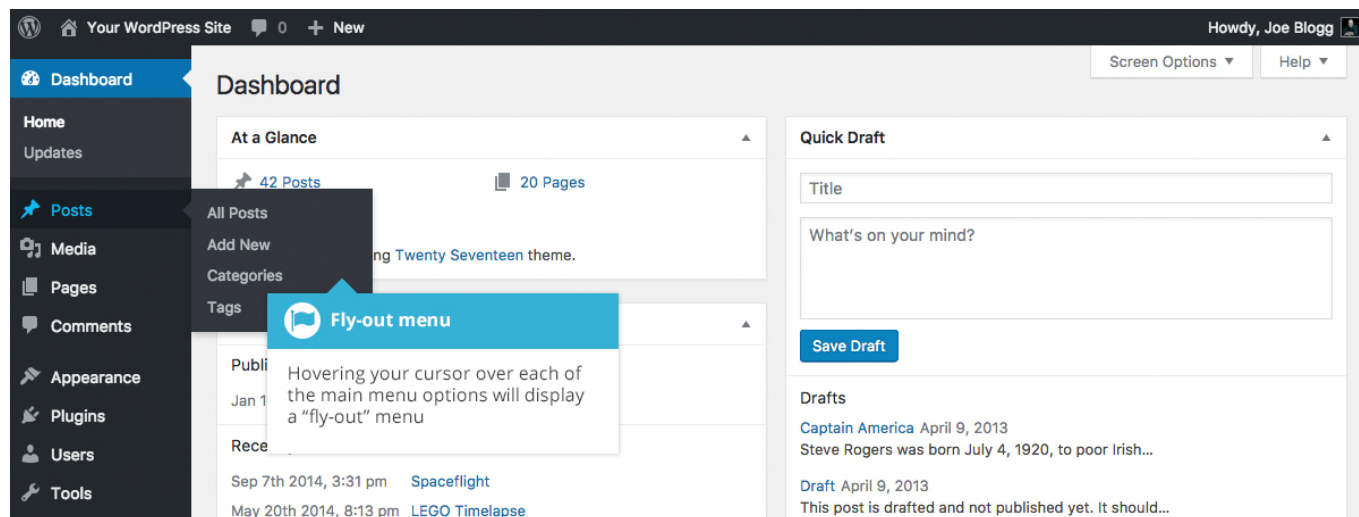 Your WordPress Site 0 + New
Howdy, Joe Blogg
Dashboard
Home
Updates
Posts
Media
Pages
Comments
Appearance
Plugins
Users
Tools
All Posts
Add New
Categories
Tags
Screen Options ▼
Help ▼
Dashboard
At a Glance
42 Posts
20 Pages
Twenty Seventeen theme.
Fly-out menu
Hovering your cursor over each of
the main menu options will display
a “fly-out” menu
Jan 1
Sep 7th 2014, 3:31 pm Spaceflight
May 20th 2014, 8:13 pm LEGO Timelapse
Quick Draft
Title
What's on your mind?
Save Draft
Drafts
Captain America April 9, 2013
Steve Rogers was born July 4, 1920, to poor Irish...
Draft April 9, 2013
This post is drafted and not published yet. It should...